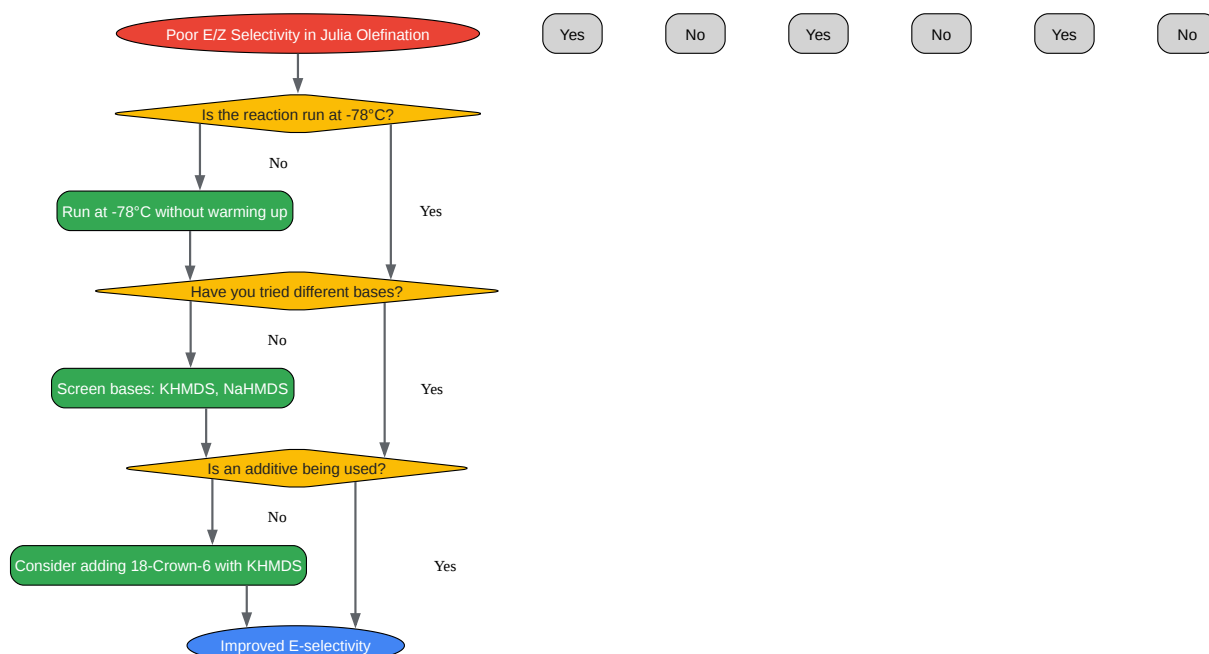 Poor E/Z Selectivity in Julia Olefination
Yes
No
Yes
No
Yes
No
Is the reaction run at -78°C?
No
Run at -78°C without warming up
Yes
Have you tried different bases?
No
Screen bases: KHMDS, NaHMDS
Yes
Is an additive being used?
No
Consider adding 18-Crown-6 with KHMDS
Yes
Improved E-selectivity